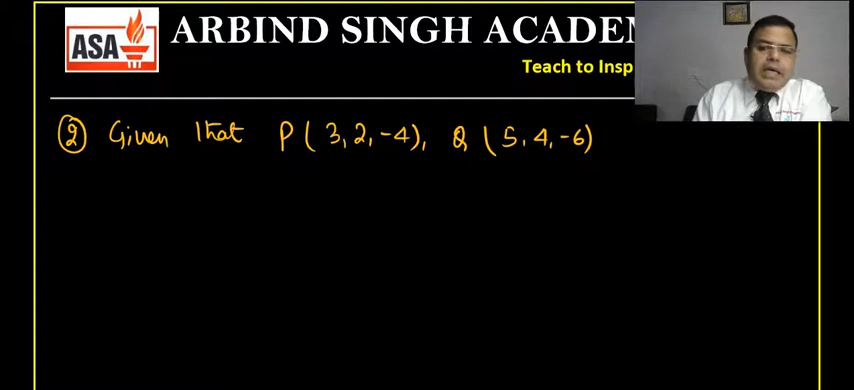 ASA
ARBIND SINGH ACADEM
Teach to Insp
② Given that P(3, 2, -4), Q(5, 4, -6)